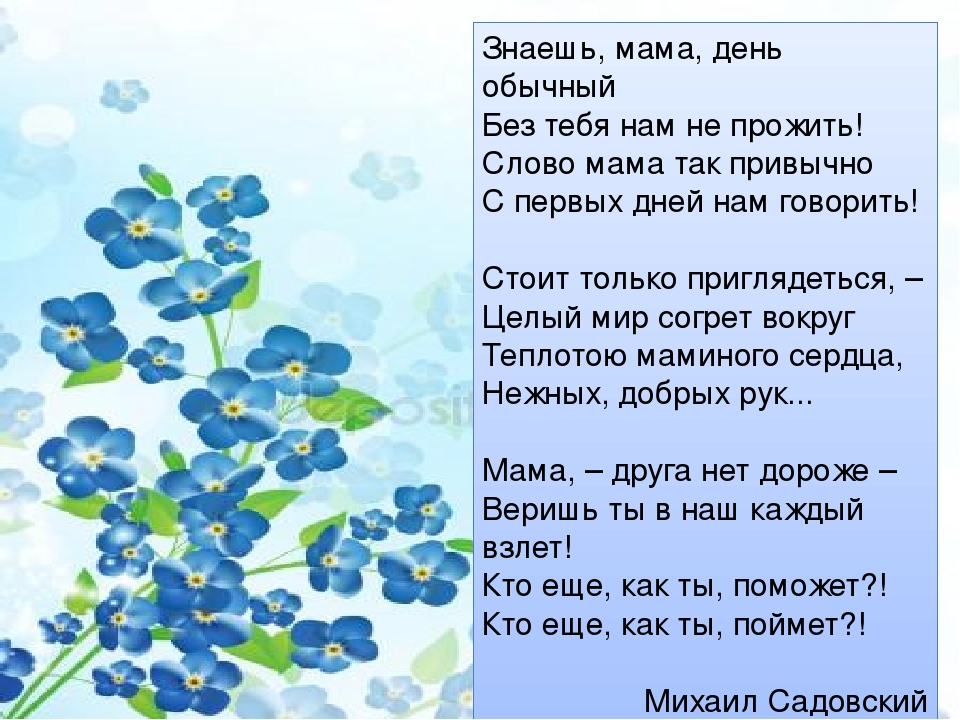 Знаешь, мама, день
обычный
Без тебя нам не прожить!
Слово мама так привычно
С первых дней нам говорить!

Стоит только приглядеться, –
Целый мир согрет вокруг
Теплотою маминого сердца,
Нежных, добрых рук...

Мама, – друга нет дороже –
Веришь ты в наш каждый
взлет!
Кто еще, как ты, поможет?!
Кто еще, как ты, поймет?!

Михаил Садовский